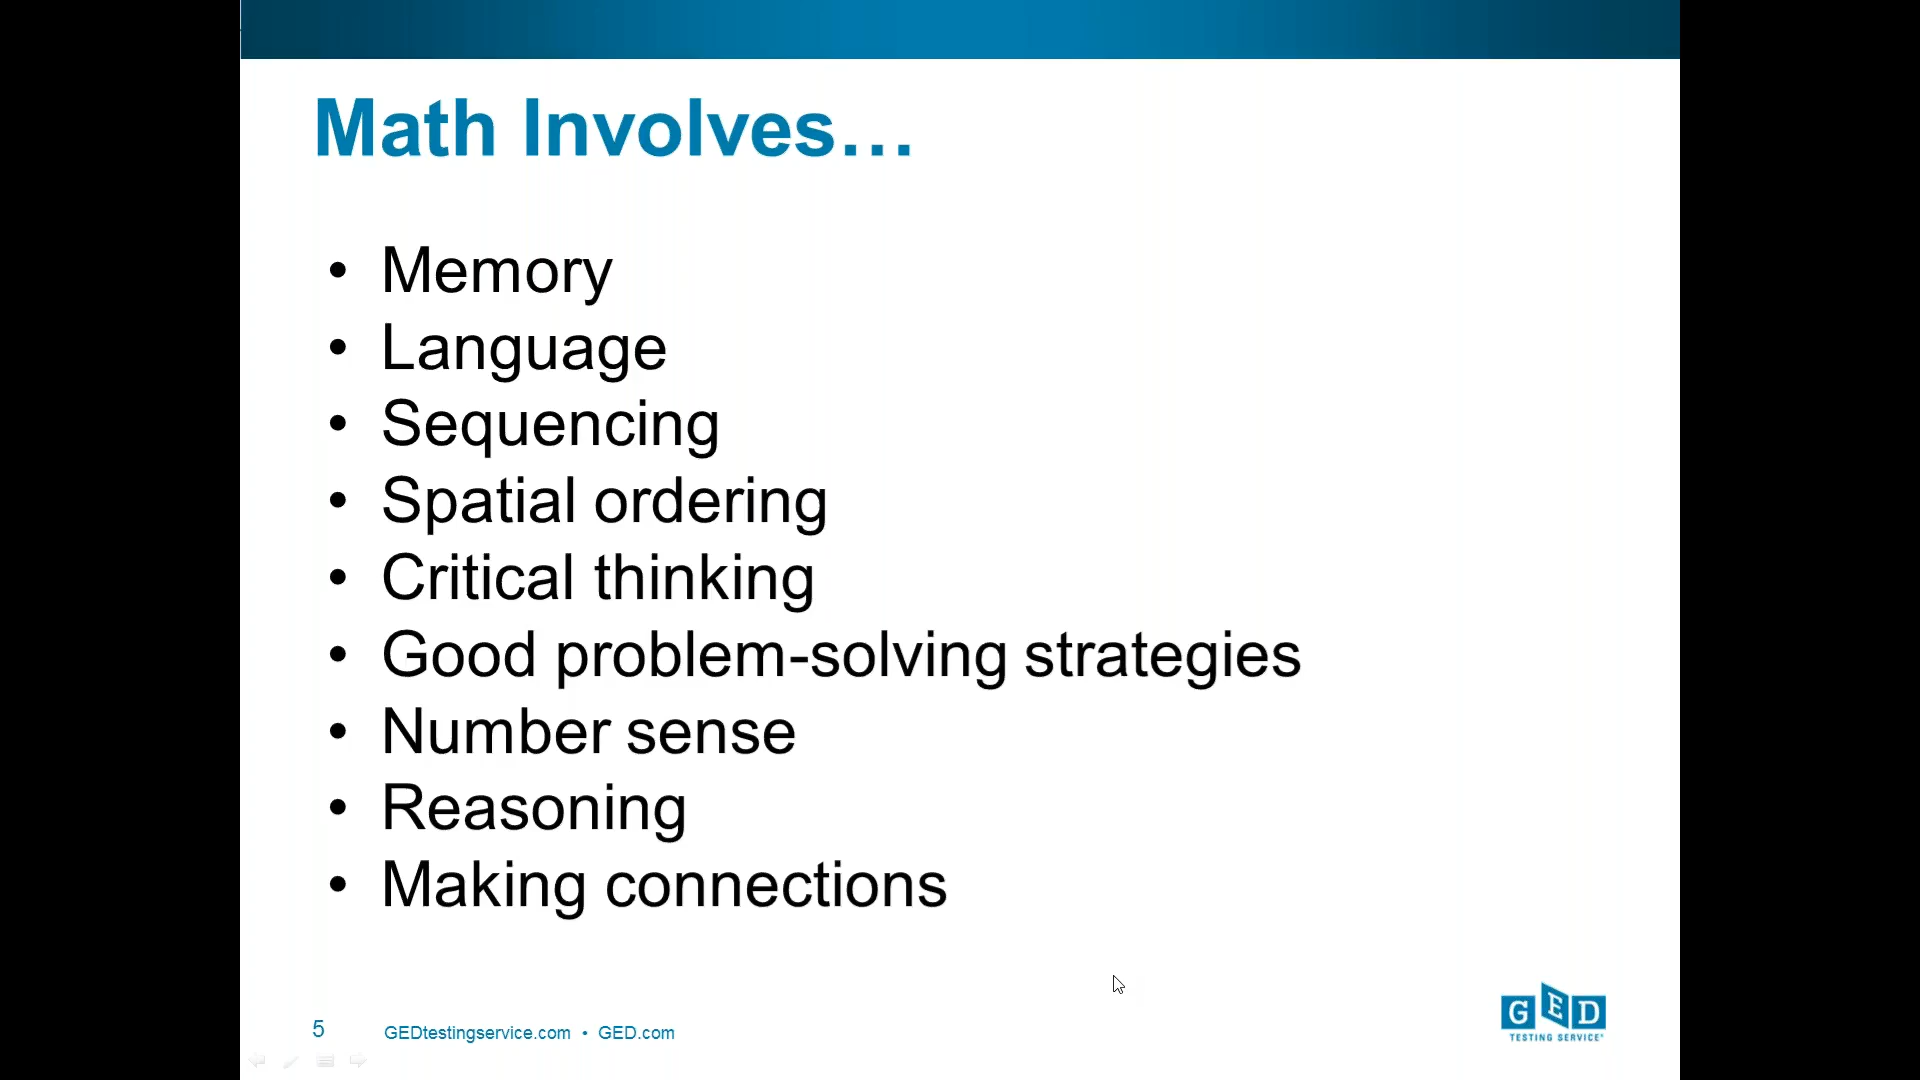 Math Involves…
• Memory
• Language
• Sequencing
• Spatial ordering
• Critical thinking
• Good problem-solving strategies
• Number sense
• Reasoning
• Making connections
5 GEDtestingservice.com • GED.com
GED
TESTING SERVICE®